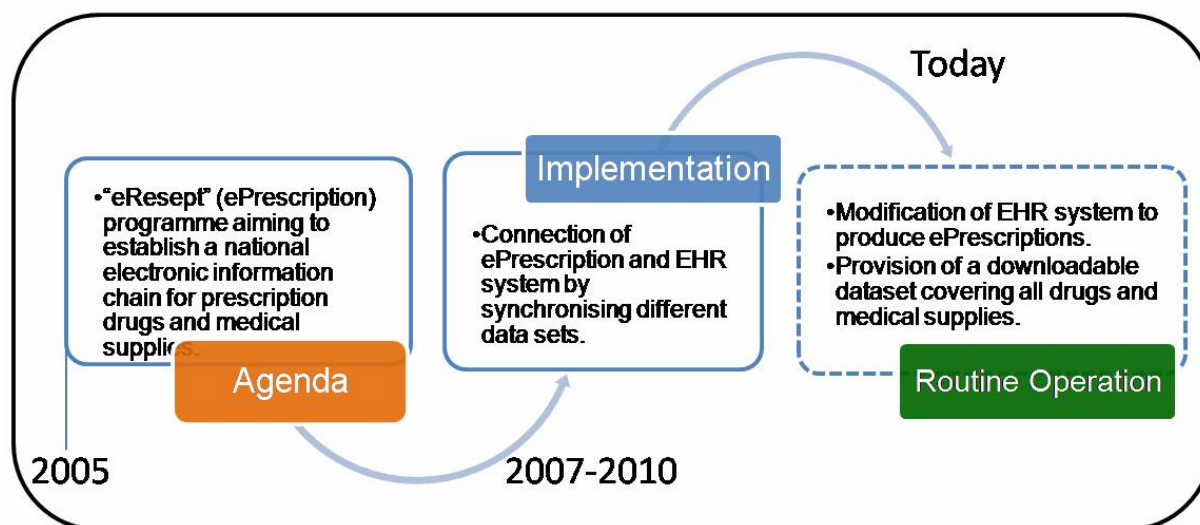 Today
•"eResept" (ePrescription)
programme aiming to
establish a national
electronic information
chain for prescription
drugs and medical
supplies.
Agenda
2005
Implementation
•Connection of
ePrescription and EHR
system by
synchronising different
data sets.
2007-2010
•Modification of EHR system to
produce ePrescriptions.
•Provision of a downloadable
dataset covering all drugs and
medical supplies.
Routine Operation